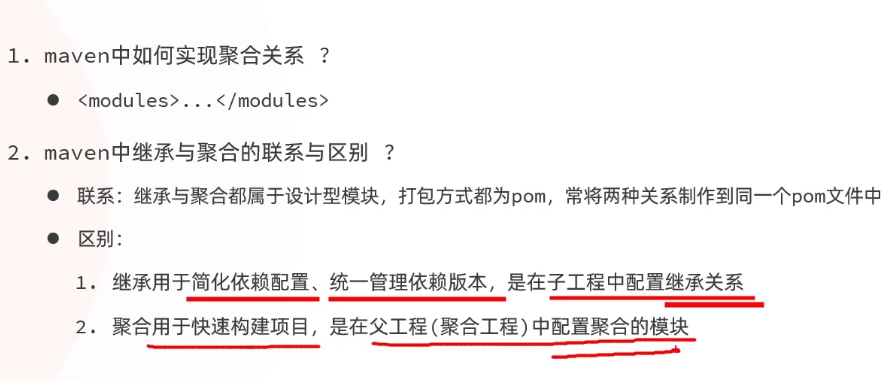 1. maven中如何实现聚合关系 ？
● <modules>...</modules>
2. maven中继承与聚合的联系与区别 ？
● 联系：继承与聚合都属于设计型模块，打包方式都为pom，常将两种关系制作到同一个pom文件中
● 区别：
1. 继承用于简化依赖配置、统一管理依赖版本，是在子工程中配置继承关系
2. 聚合用于快速构建项目，是在父工程(聚合工程)中配置聚合的模块